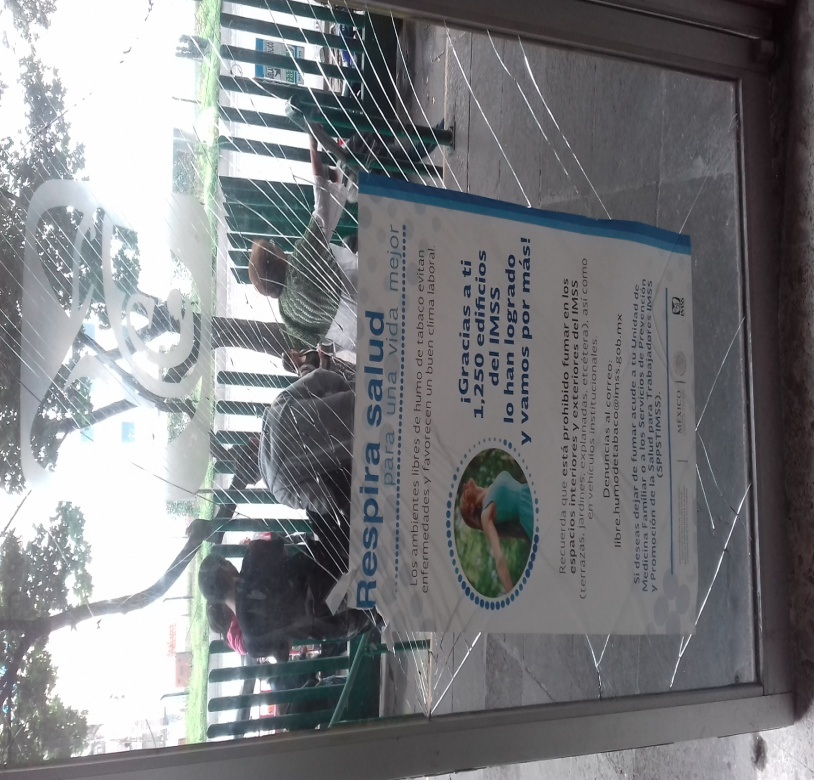 Respira salud
para una vida mejor
Los ambientes libres de humo de tabaco evitan
enfermedades y favorecen un buen clima laboral.
¡Gracias a ti
1,250 edificios
del IMSS
lo han logrado
y vamos por más!
Recuerda que está prohibido fumar en los
espacios interiores y exteriores del IMSS
(terrazas, jardines, explanadas, etcétera), así como
en vehículos institucionales.
Denuncias al correo:
libre.humodetabaco@imss.gob.mx
Si deseas dejar de fumar acude a tu Unidad de
Medicina Familiar o a los Servicios de Prevención
y Promoción de la Salud para Trabajadores IMSS
(SPPS IMSS).
MÉXICO
IMSS